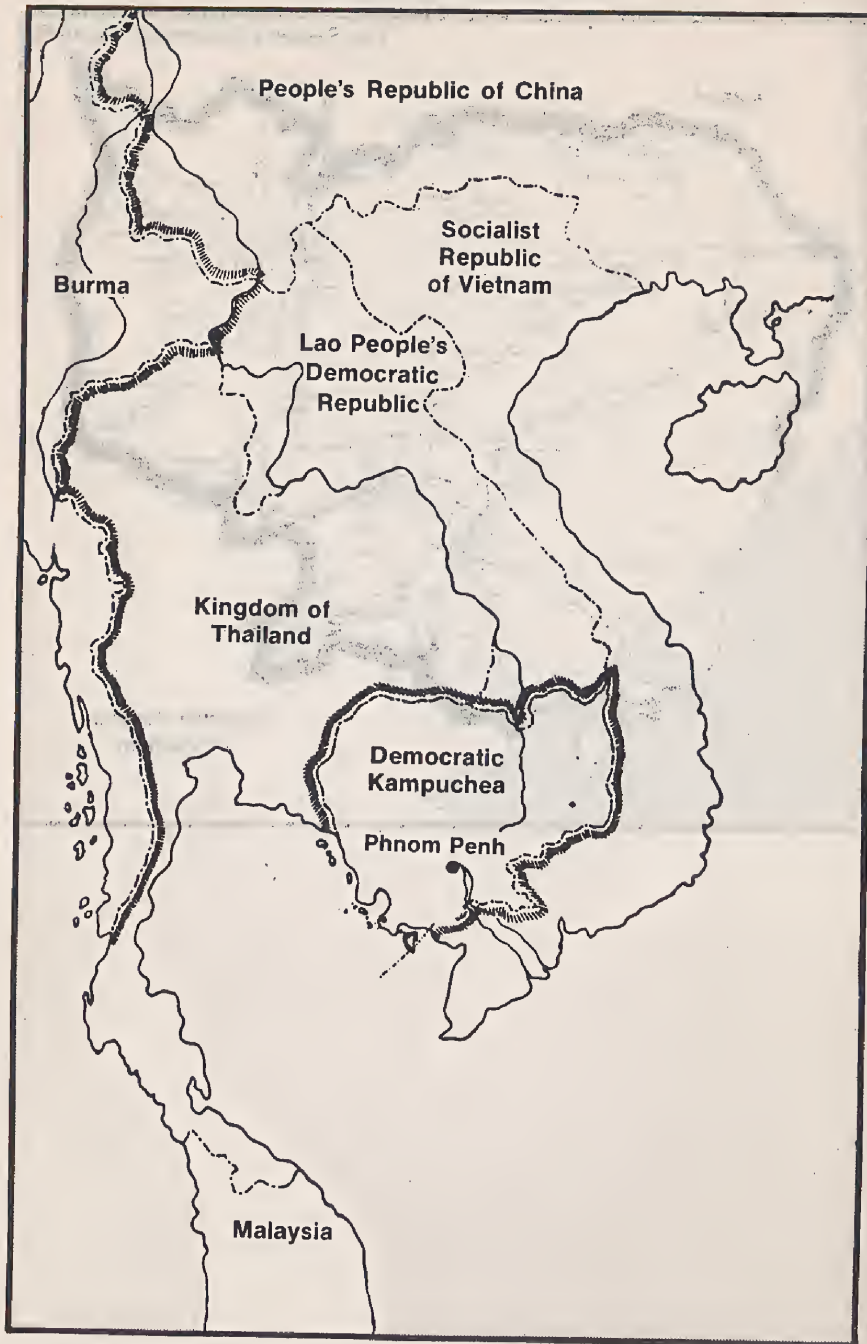 People's Republic of China
Socialist
Republic
of Vietnam
Burma
Lao People's
Democratic
Republic
Kingdom of
Thailand
Democratic
Kampuchea
Phnom Penh
Malaysia